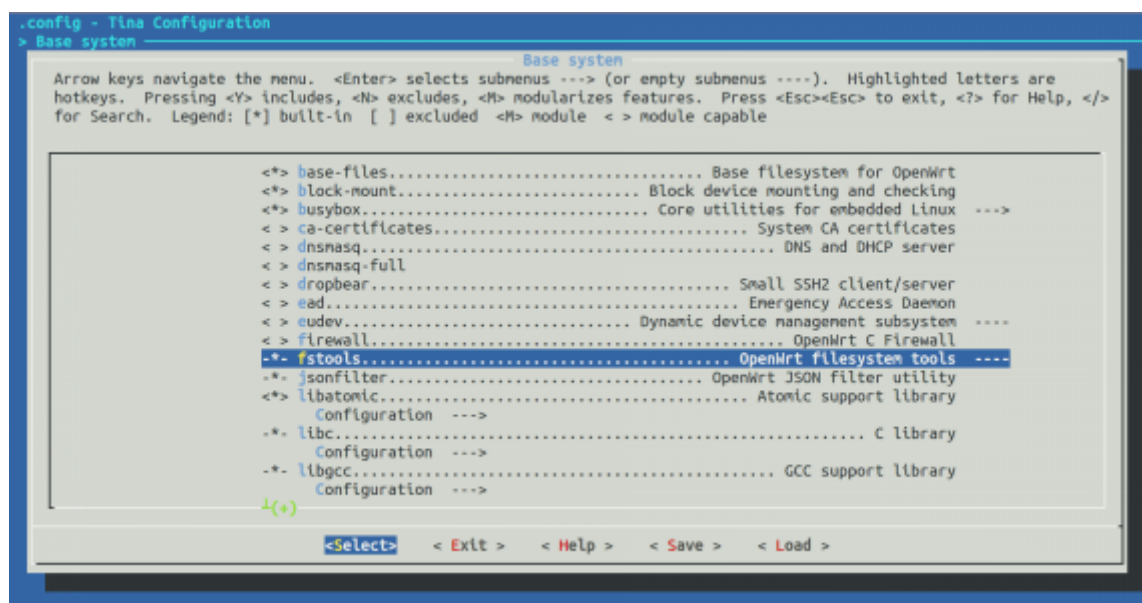 .config - Tina Configuration
> Base system
Base system
Arrow keys navigate the menu. <Enter> selects submenus ---> (or empty submenus ----). Highlighted letters are
hotkeys. Pressing <Y> includes, <N> excludes, <M> modularizes features. Press <Esc><Esc> to exit, <?> for Help, </>
for Search. Legend: [*] built-in [ ] excluded <M> module < > module capable
<*> base-files................................... Base filesystem for OpenWrt
<*> block-mount........................... Block device mounting and checking
<*> busybox................................ Core utilities for embedded Linux --->
< > ca-certificates................................... System CA certificates
< > dnsmasq.............................................. DNS and DHCP server
< > dnsmasq-full
< > dropbear........................................ Small SSH2 client/server
< > ead.............................................. Emergency Access Daemon
< > eudev................................ Dynamic device management subsystem ----
< > firewall.............................................. OpenWrt C Firewall
-*- fstools......................................... OpenWrt filesystem tools ----
-*- jsonfilter................................... OpenWrt JSON filter utility
<*> libatomic......................................... Atomic support library
Configuration --->
-*- libc........................................................... C library
Configuration --->
-*- libgcc............................................... GCC support library
Configuration --->
┴(+)
<Select> < Exit > < Help > < Save > < Load >